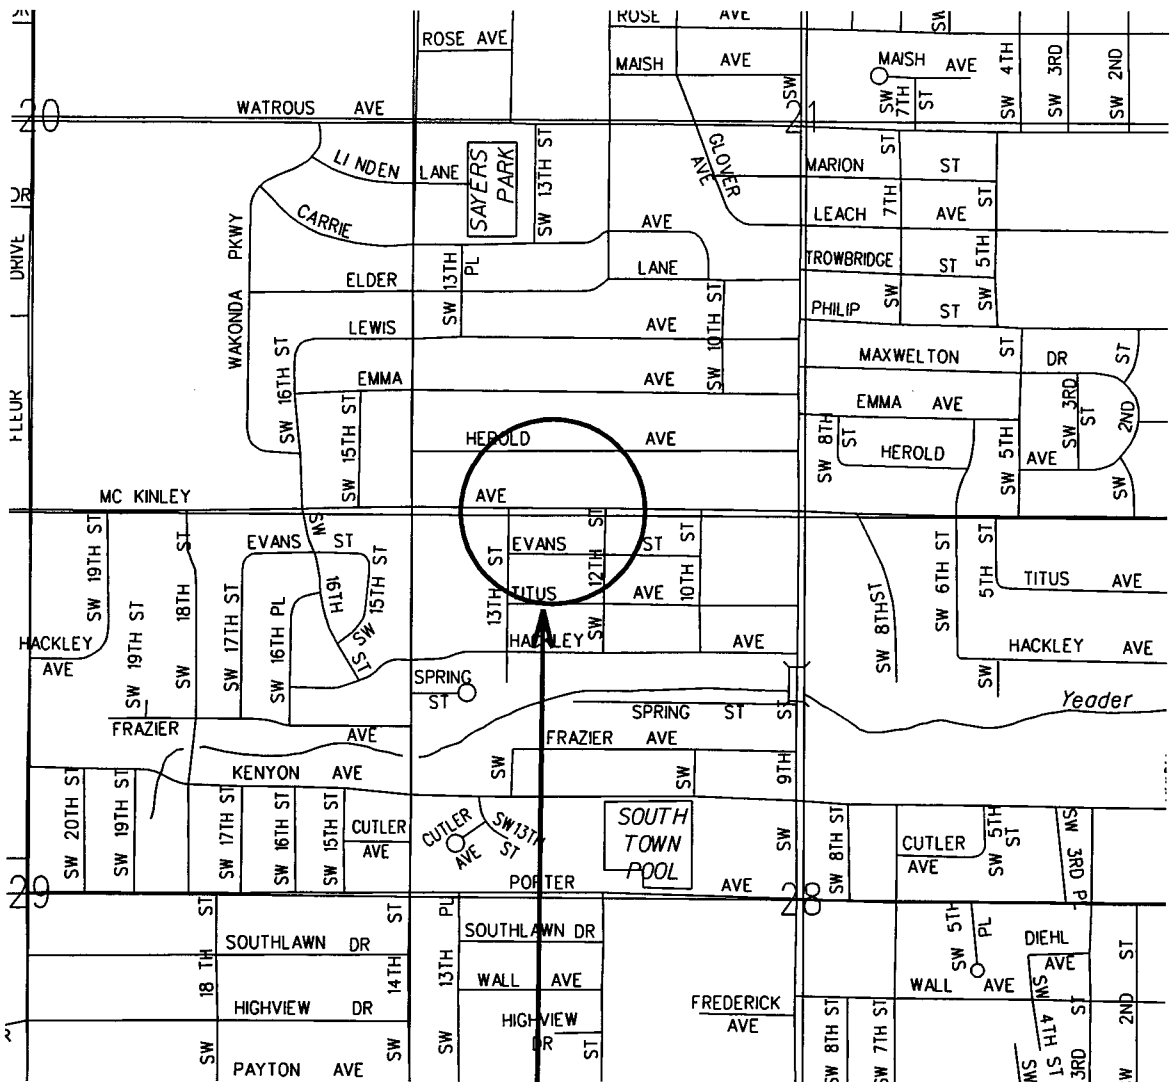 DR
ROSE AVE
ROSE AVE
MAISH AVE
SW
MAISH AVE
SW 7TH ST
SW 4TH
SW 3RD
SW 2ND
SW
20
WATROUS AVE
21
LINDEN LANE
SAYERS PARK
SW 13TH ST
GLOVER AVE
MARION ST
ST
7TH
SW
DR
CARRIE AVE
LEACH AVE
ST
5TH
SW
WAKONDA PKWY
FLEUR DRIVE
ELDER LANE
SW 13TH PL
TROWBRIDGE ST
PHILIP ST
LEWIS AVE
SW 10TH ST
SW 16TH ST
MAXWELTON DR
ST
EMMA AVE
EMMA AVE
SW 3RD ST
2ND
ST
SW
SW 15TH ST
HEROLD AVE
SW 8TH ST
HEROLD AVE
SW 5TH
ST
MC KINLEY AVE
SW 19TH ST
SW 18TH ST
EVANS ST
SW 16TH ST
SW 15TH ST
EVANS ST
SW 12TH ST
10TH ST
13TH ST
TITUS AVE
SW 8TH ST
SW 6TH ST
5TH ST
SW
TITUS AVE
HACKLEY AVE
SW 19TH ST
SW 17TH ST
SW 16TH PL
HACKLEY AVE
HACKLEY AVE
SPRING ST
SPRING ST
Yeader
FRAZIER AVE
FRAZIER AVE
SW
SW
SW 9TH ST
KENYON AVE
SW 20TH ST
SW 19TH ST
SW 17TH ST
SW 16TH ST
SW 15TH ST
CUTLER AVE
CUTLER AVE
SW 13TH ST
SOUTH TOWN POOL
SW 8TH ST
CUTLER AVE
SW 5TH ST
SW 3RD PL
29
PORTER AVE
28
SW 18TH ST
SOUTHLAWN DR
SW 14TH ST
SW 13TH PL
SOUTHLAWN DR
SW 5TH PL
DIEHL AVE
WALL AVE
WALL AVE
HIGHVIEW DR
HIGHVIEW DR
ST
FREDERICK AVE
SW 8TH ST
SW 7TH ST
SW 4TH ST
3RD ST
SW 2ND ST
SW
PAYTON AVE